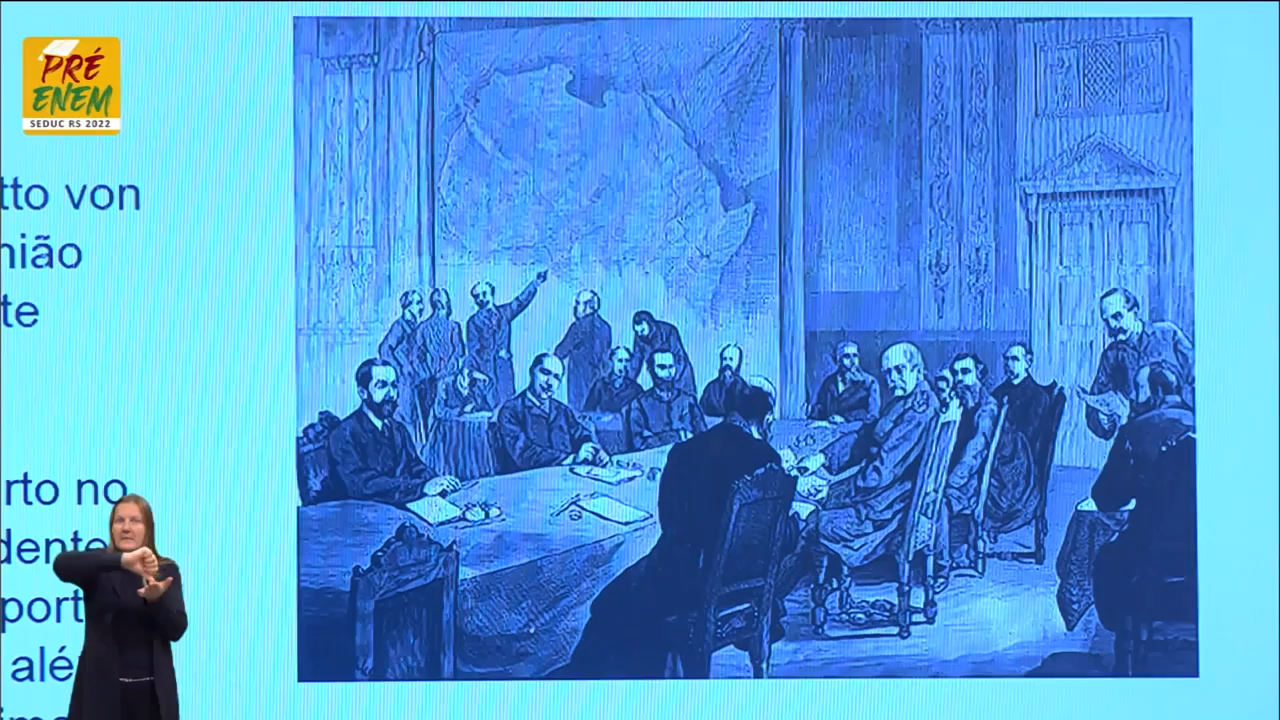 PRÉ
ENEM
SEDUC RS 2022
tto von
nião
te
rto no
dente
port
alé